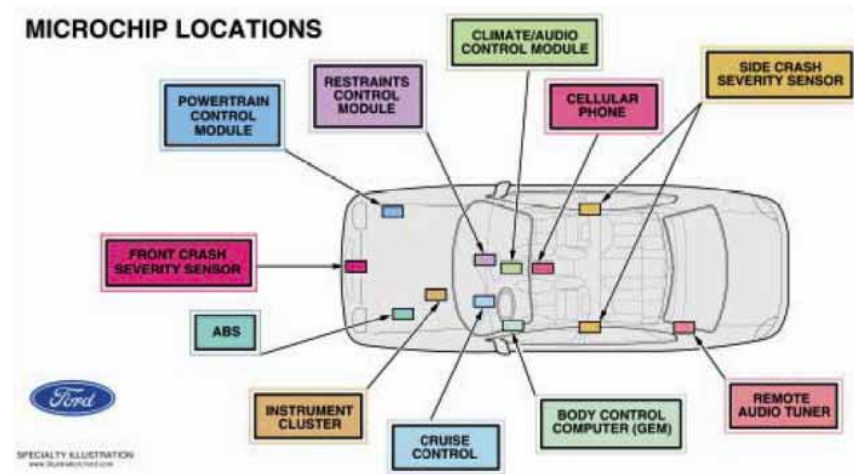 MICROCHIP LOCATIONS
CLIMATE/AUDIO
CONTROL MODULE
RESTRAINTS
CONTROL
MODULE
SIDE CRASH
SEVERITY SENSOR
POWERTRAIN
CONTROL
MODULE
CELLULAR
PHONE
FRONT CRASH
SEVERITY SENSOR
ABS
INSTRUMENT
CLUSTER
CRUISE
CONTROL
BODY CONTROL
COMPUTER (GEM)
REMOTE
AUDIO TUNER
Ford
SPECIALTY ILLUSTRATION